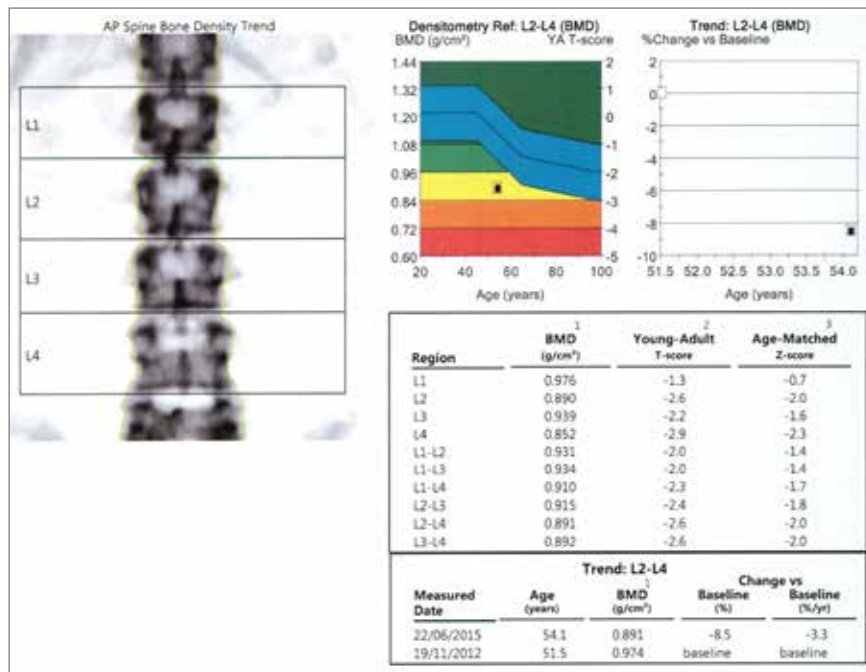 AP Spine Bone Density Trend
L1
L2
L3
L4
Densitometry Ref: L2-L4 (BMD)
BMD (g/cm²) YA T-score
1.44 2
1.32 1
1.20 0
1.08 -1
0.96 -2
0.84 -3
0.72 -4
0.60 -5
20 40 60 80 100
Age (years)
Trend: L2-L4 (BMD)
%Change vs Baseline
2
0
-2
-4
-6
-8
-10
51.5 52.0 52.5 53.0 53.5 54.0
Age (years)
1 2 3
BMD Young-Adult Age-Matched
Region (g/cm²) T-score Z-score
L1 0.976 -1.3 -0.7
L2 0.890 -2.6 -2.0
L3 0.939 -2.2 -1.6
L4 0.852 -2.9 -2.3
L1-L2 0.931 -2.0 -1.4
L1-L3 0.934 -2.0 -1.4
L1-L4 0.910 -2.3 -1.7
L2-L3 0.915 -2.4 -1.8
L2-L4 0.891 -2.6 -2.0
L3-L4 0.892 -2.6 -2.0
Trend: L2-L4
1 Change vs
Measured Age BMD Baseline Baseline
Date (years) (g/cm²) (%) (%/yr)
22/06/2015 54.1 0.891 -8.5 -3.3
19/11/2012 51.5 0.974 baseline baseline